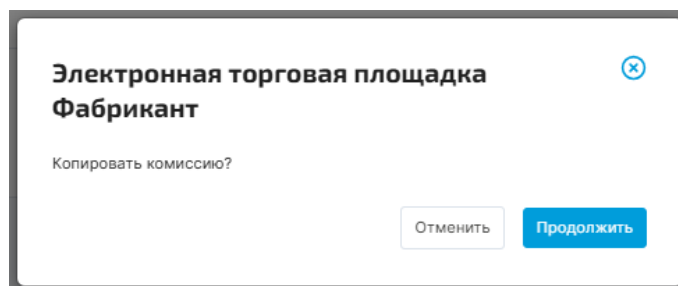 Электронная торговая площадка
Фабрикант
Копировать комиссию?
Отменить
Продолжить